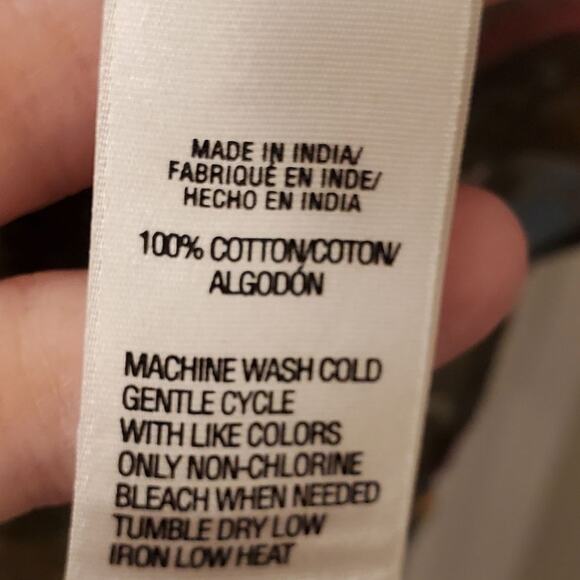 MADE IN INDIA/
FABRIQUÉ EN INDE/
HECHO EN INDIA
100% COTTON/COTON/
ALGODÓN
MACHINE WASH COLD
GENTLE CYCLE
WITH LIKE COLORS
ONLY NON-CHLORINE
BLEACH WHEN NEEDED
TUMBLE DRY LOW
IRON LOW HEAT